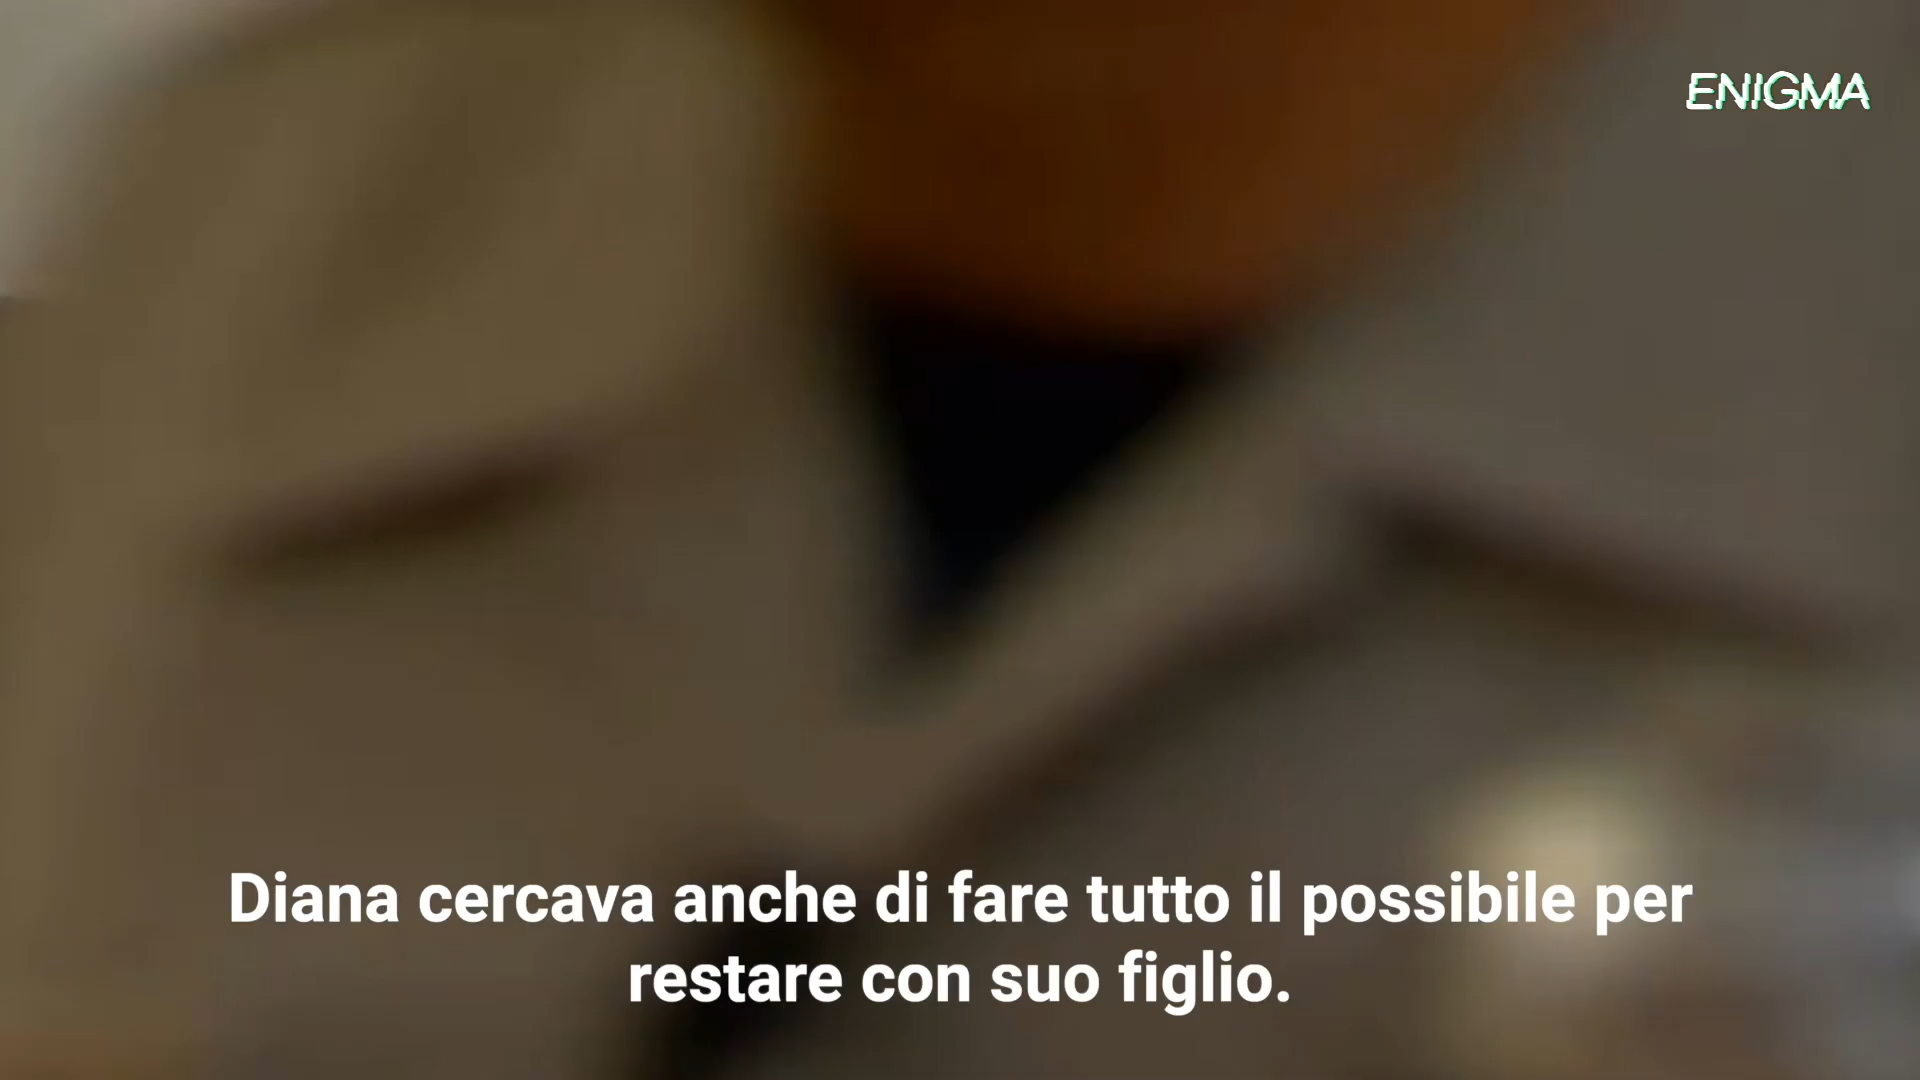 ENIGMA
Diana cercava anche di fare tutto il possibile per
restare con suo figlio.